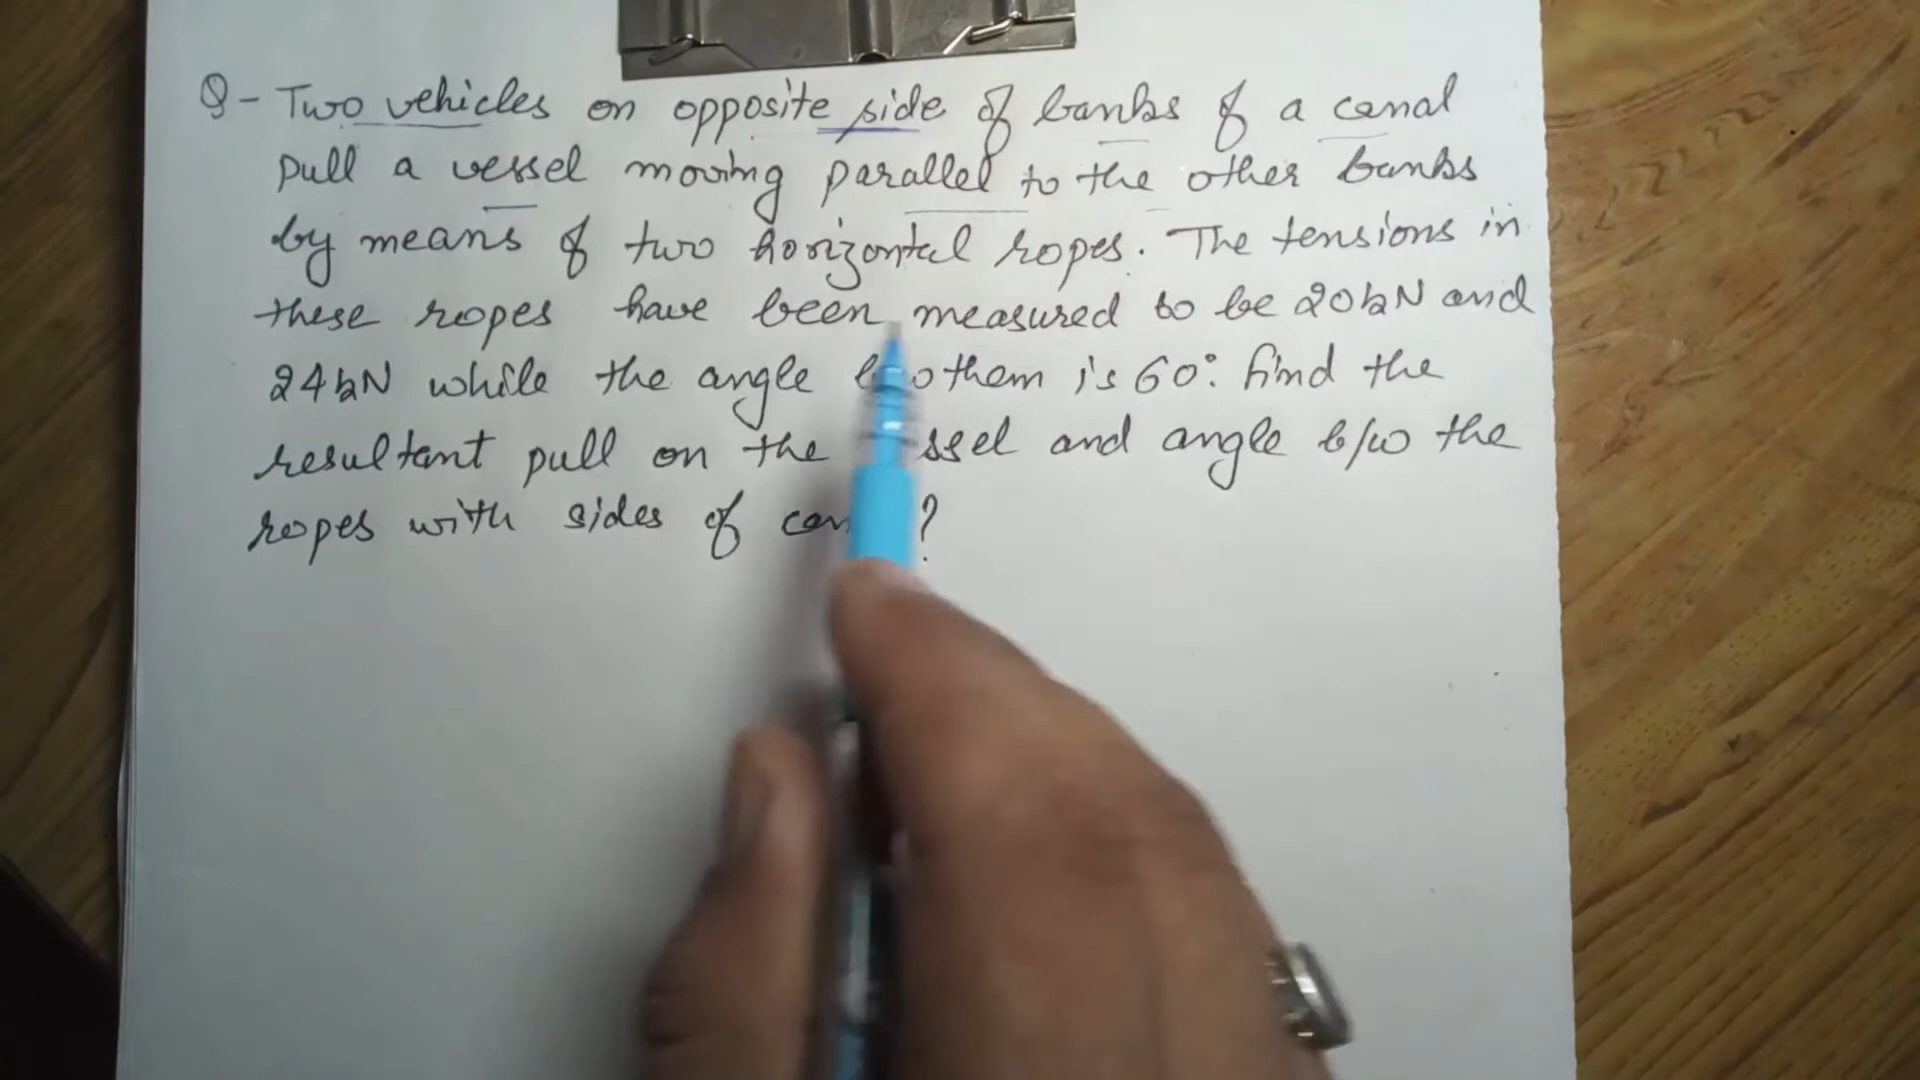 Q- Two vehicles on opposite side of banks of a canal
pull a vessel moving parallel to the other banks
by means of two horizontal ropes. The tensions in
these ropes have been measured to be 20kN and
24kN while the angle them is 60°. find the
resultant pull on the and angle b/w the
ropes with sides of ?